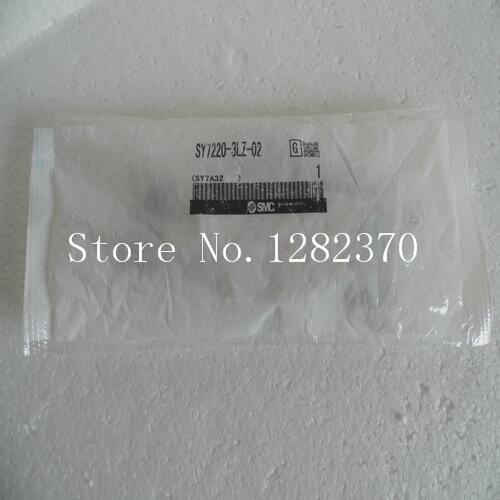 SY7220-3LZ-02 G
(SY7A32 ) 1
SMC
Store No. 1282370